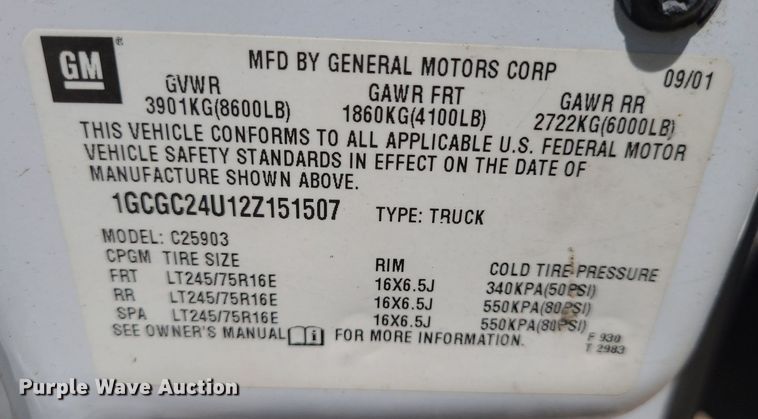 GM ®
MFD BY GENERAL MOTORS CORP 09/01
GVWR GAWR FRT GAWR RR
3901KG(8600LB) 1860KG(4100LB) 2722KG(6000LB)
THIS VEHICLE CONFORMS TO ALL APPLICABLE U.S. FEDERAL MOTOR
VEHICLE SAFETY STANDARDS IN EFFECT ON THE DATE OF
MANUFACTURE SHOWN ABOVE.
1GCGC24U12Z151507 TYPE: TRUCK
MODEL: C25903
CPGM TIRE SIZE RIM COLD TIRE PRESSURE
FRT LT245/75R16E 16X6.5J 340KPA(50PSI)
RR LT245/75R16E 16X6.5J 550KPA(80PSI)
SPA LT245/75R16E 16X6.5J 550KPA(80PSI)
SEE OWNER'S MANUAL i FOR MORE INFORMATION.
F 930
T 2983
Purple Wave Auction